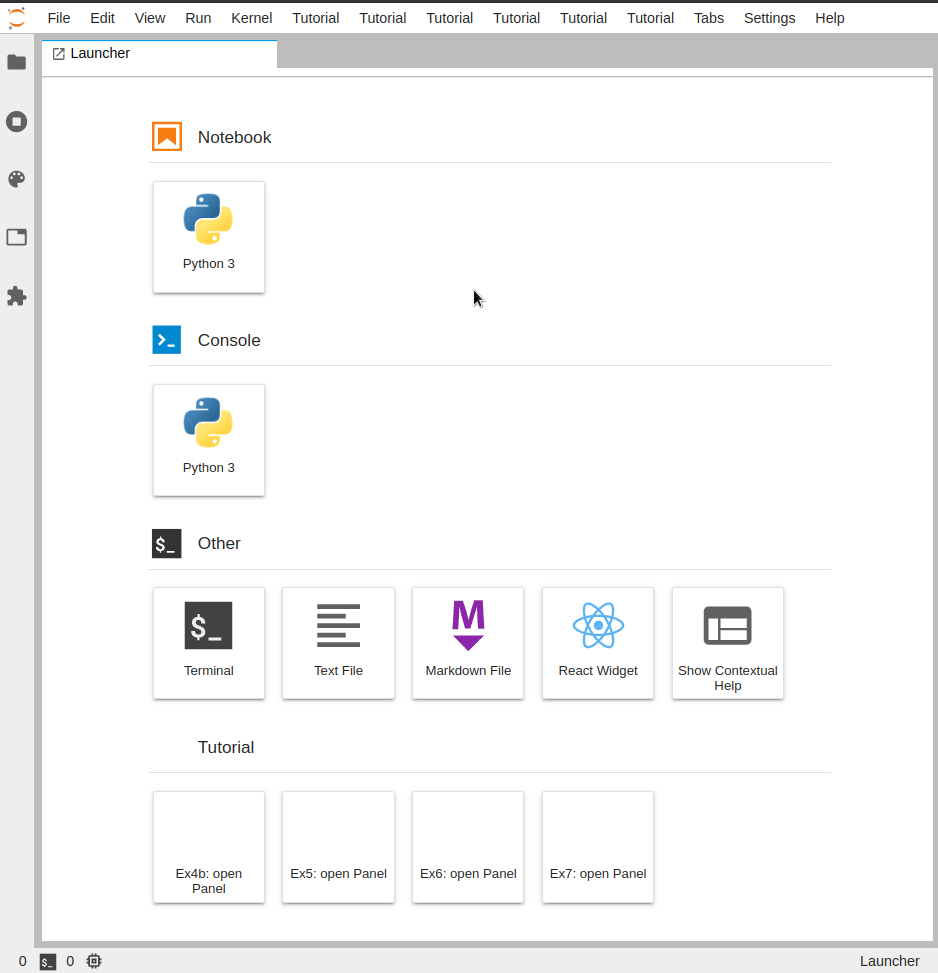 File Edit View Run Kernel Tutorial Tutorial Tutorial Tutorial Tutorial Tutorial Tabs Settings Help
Launcher
Notebook
Python 3
Console
Python 3
$_ Other
$_
M
Terminal Text File Markdown File React Widget Show Contextual
Help
Tutorial
Ex4b: open Ex5: open Panel Ex6: open Panel Ex7: open Panel
Panel
0 $_ 0 Launcher